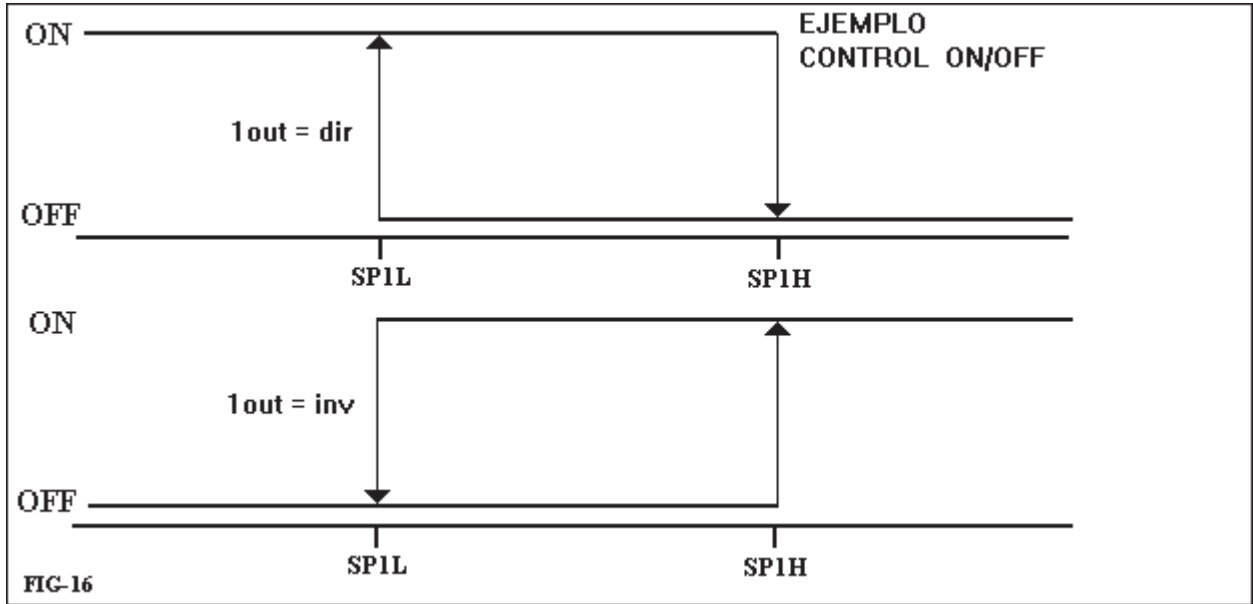 ON
EJEMPLO
CONTROL ON/OFF
1out = dir
OFF
SP1L
SP1H
ON
1out = inv
OFF
SP1L
SP1H
FIG-16